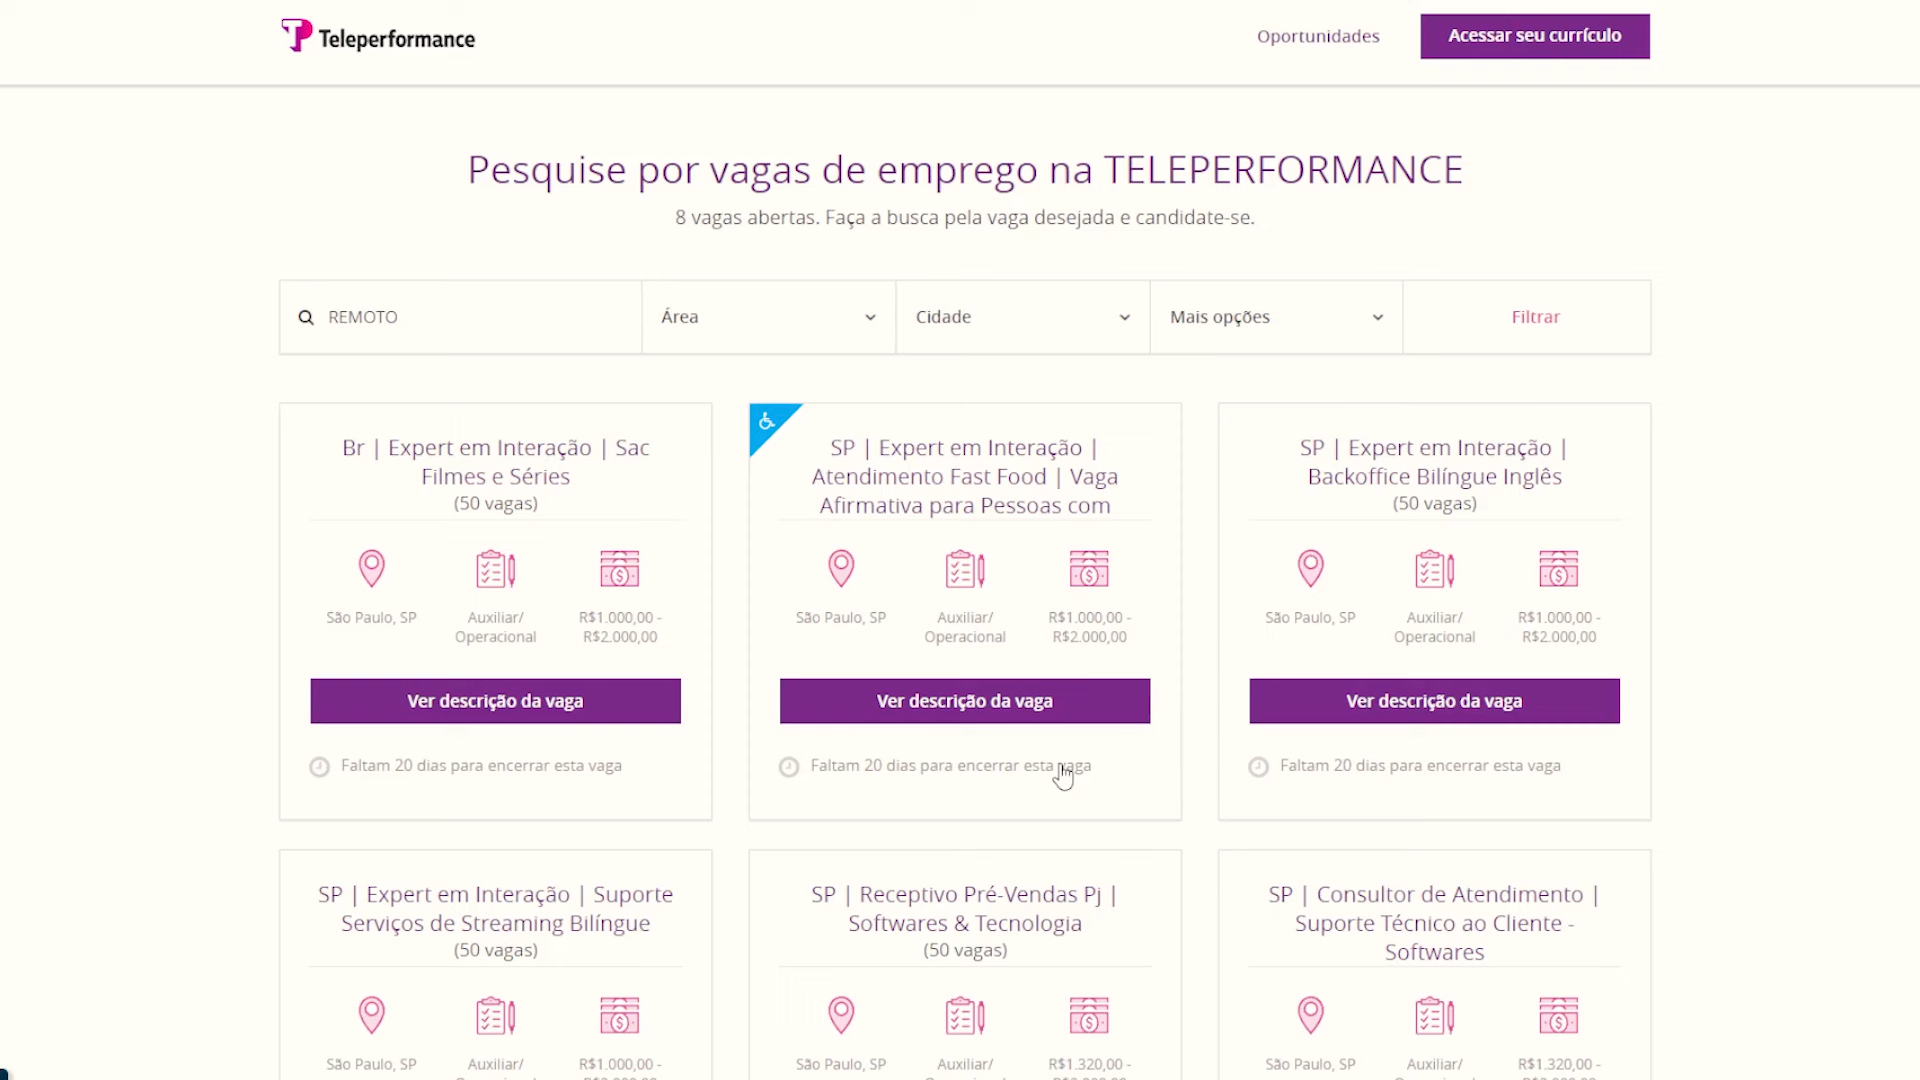 Teleperformance
Oportunidades
Acessar seu currículo
Pesquise por vagas de emprego na TELEPERFORMANCE
8 vagas abertas. Faça a busca pela vaga desejada e candidate-se.
REMOTO
Área
Cidade
Mais opções
Filtrar
Br | Expert em Interação | Sac
Filmes e Séries
(50 vagas)
São Paulo, SP
Auxiliar/
Operacional
R$1.000,00 -
R$2.000,00
Ver descrição da vaga
Faltam 20 dias para encerrar esta vaga
SP | Expert em Interação |
Atendimento Fast Food | Vaga
Afirmativa para Pessoas com
São Paulo, SP
Auxiliar/
Operacional
R$1.000,00 -
R$2.000,00
Ver descrição da vaga
Faltam 20 dias para encerrar esta vaga
SP | Expert em Interação |
Backoffice Bilíngue Inglês
(50 vagas)
São Paulo, SP
Auxiliar/
Operacional
R$1.000,00 -
R$2.000,00
Ver descrição da vaga
Faltam 20 dias para encerrar esta vaga
SP | Expert em Interação | Suporte
Serviços de Streaming Bilíngue
(50 vagas)
São Paulo, SP
Auxiliar/
R$1.000,00 -
SP | Receptivo Pré-Vendas Pj |
Softwares & Tecnologia
(50 vagas)
São Paulo, SP
Auxiliar/
R$1.320,00 -
SP | Consultor de Atendimento |
Suporte Técnico ao Cliente -
Softwares
São Paulo, SP
Auxiliar/
R$1.320,00 -